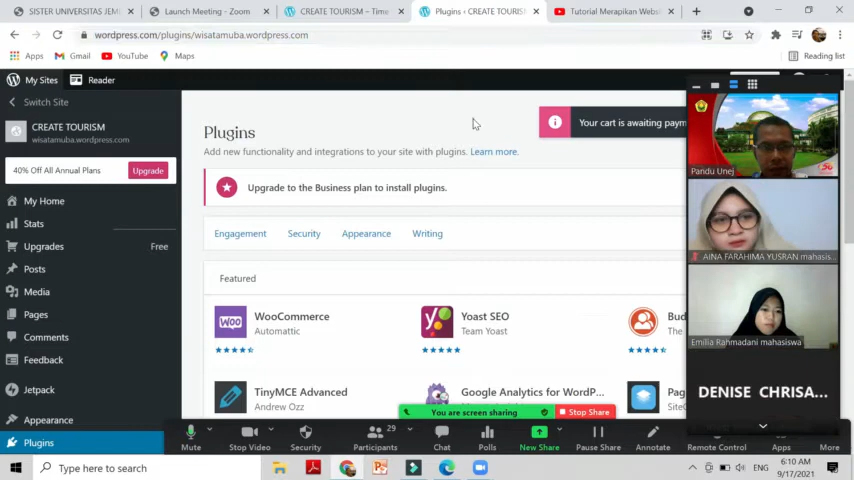 SISTER UNIVERSITAS JEM
Launch Meeting - Zoom
CREATE TOURISM – Time
Plugins ‹ CREATE TOURISM
Tutorial Merapikan Websi
wordpress.com/plugins/wisatamuba.wordpress.com
Apps
Gmail
YouTube
Maps
Reading list
My Sites
Reader
Switch Site
CREATE TOURISM
wisatamuba.wordpress.com
40% Off All Annual Plans
Upgrade
My Home
Stats
Upgrades
Free
Posts
Media
Pages
Comments
Feedback
Jetpack
Appearance
Plugins
Your cart is awaiting paym
Plugins
Add new functionality and integrations to your site with plugins. Learn more.
Upgrade to the Business plan to install plugins.
Engagement
Security
Appearance
Writing
Featured
WooCommerce
Automattic
Yoast SEO
Team Yoast
Bud
The
TinyMCE Advanced
Andrew Ozz
Google Analytics for WordP...
Pag
Site
Pandu Unej
AINA FARAHIMA YUSRAN mahasis...
Emilia Rahmadani mahasiswa
DENISE CHRISA...
You are screen sharing
Stop Share
Mute
Stop Video
Security
Participants
29
Chat
Polls
New Share
Pause Share
Annotate
Remote Control
Apps
More
Type here to search
ENG
6:10 AM
9/17/2021